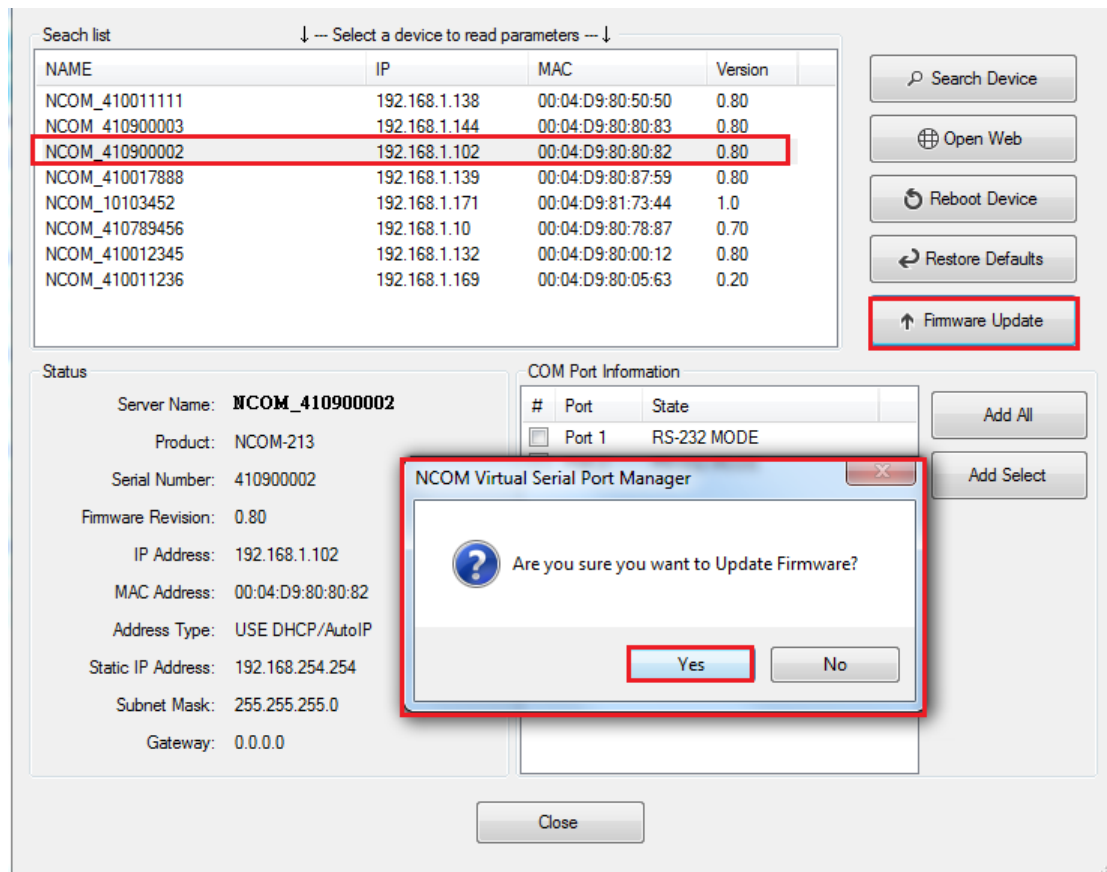 Seach list ↓ --- Select a device to read parameters --- ↓
NAME IP MAC Version
NCOM_410011111 192.168.1.138 00:04:D9:80:50:50 0.80
NCOM_410900003 192.168.1.144 00:04:D9:80:80:83 0.80
NCOM_410900002 192.168.1.102 00:04:D9:80:80:82 0.80
NCOM_410017888 192.168.1.139 00:04:D9:80:87:59 0.80
NCOM_10103452 192.168.1.171 00:04:D9:81:73:44 1.0
NCOM_410789456 192.168.1.10 00:04:D9:80:78:87 0.70
NCOM_410012345 192.168.1.132 00:04:D9:80:00:12 0.80
NCOM_410011236 192.168.1.169 00:04:D9:80:05:63 0.20
Search Device
Open Web
Reboot Device
Restore Defaults
Firmware Update
Status
Server Name: NCOM_410900002
Product: NCOM-213
Serial Number: 410900002
Firmware Revision: 0.80
IP Address: 192.168.1.102
MAC Address: 00:04:D9:80:80:82
Address Type: USE DHCP/AutoIP
Static IP Address: 192.168.254.254
Subnet Mask: 255.255.255.0
Gateway: 0.0.0.0
COM Port Information
# Port State
Port 1 RS-232 MODE
Add All
Add Select
NCOM Virtual Serial Port Manager
Are you sure you want to Update Firmware?
Yes No
Close